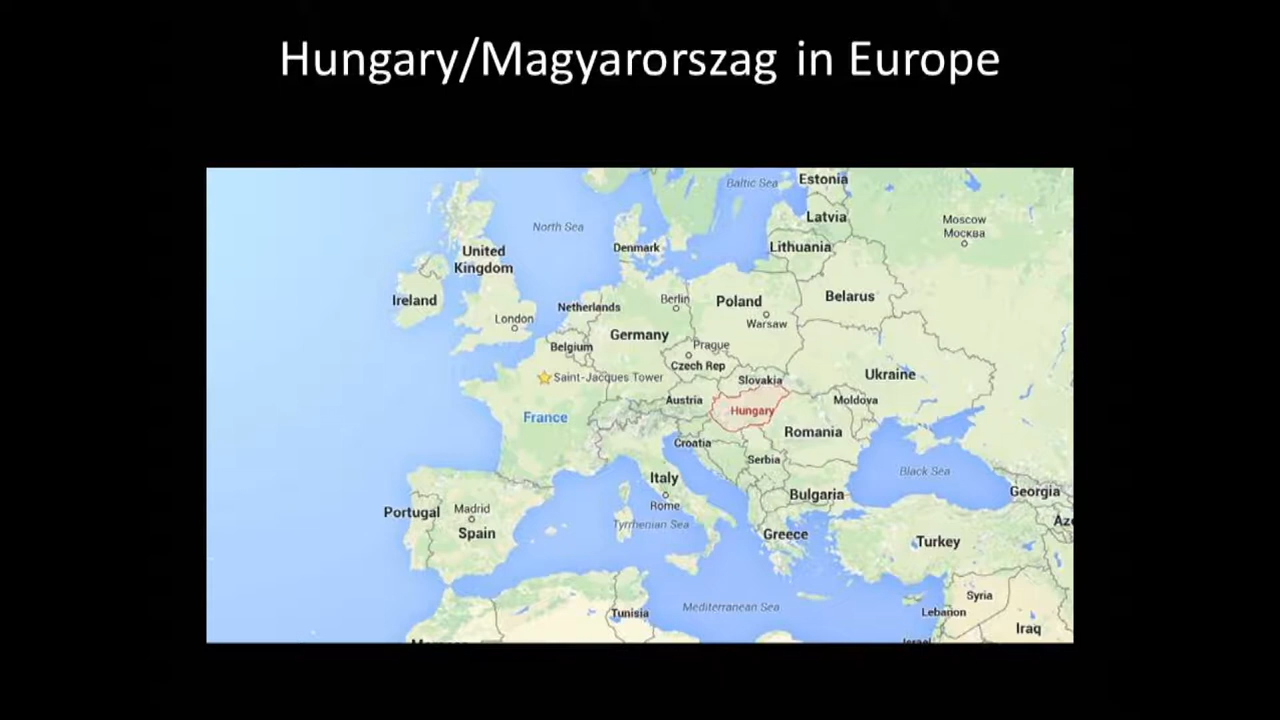 Hungary/Magyarorszag in Europe
Baltic Sea
Estonia
Latvia
Moscow
Москва
North Sea
Denmark
Lithuania
United
Kingdom
Ireland
Belarus
Netherlands
Berlin
Poland
London
Warsaw
Germany
Belgium
Prague
Czech Rep
Saint-Jacques Tower
Slovakia
Ukraine
Austria
Moldova
France
Hungary
Romania
Croatia
Serbia
Black Sea
Italy
Georgia
Bulgaria
Rome
Portugal
Madrid
Spain
Tyrrhenian Sea
Greece
Turkey
Syria
Mediterranean Sea
Tunisia
Lebanon
Iraq